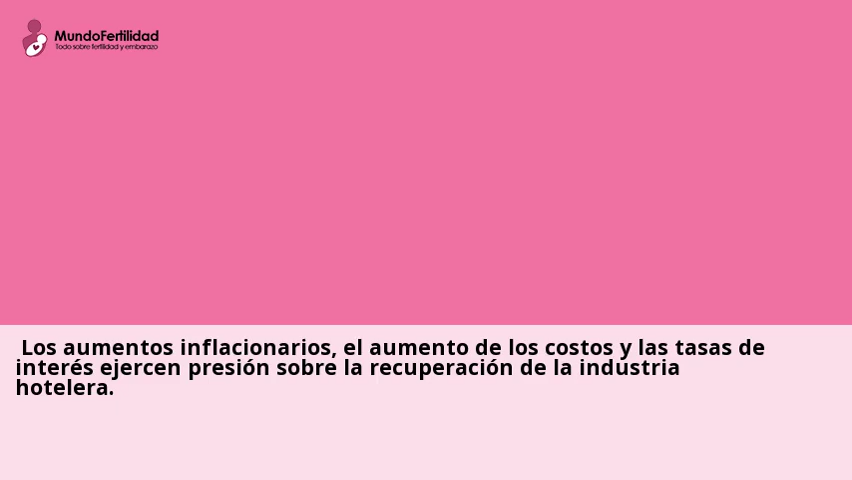 MundoFertilidad
Todo sobre fertilidad y embarazo
Los aumentos inflacionarios, el aumento de los costos y las tasas de
interés ejercen presión sobre la recuperación de la industria
hotelera.